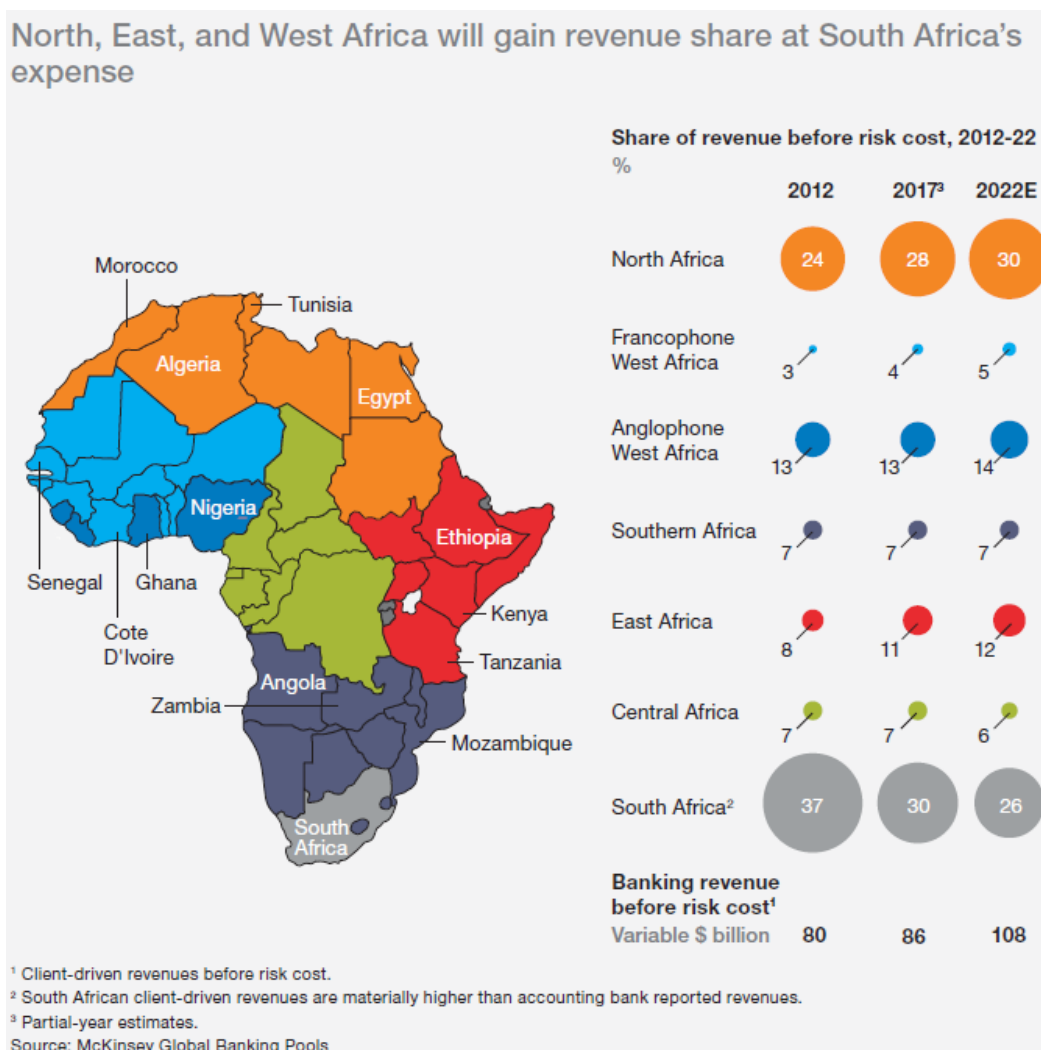 North, East, and West Africa will gain revenue share at South Africa's
expense
Share of revenue before risk cost, 2012-22
%
2012 2017³ 2022E
North Africa 24 28 30
Francophone
West Africa
3 4 5
Anglophone
West Africa
13 13 14
Southern Africa
7 7 7
East Africa
8 11 12
Central Africa
7 7 6
South Africa² 37 30 26
Banking revenue
before risk cost¹
Variable $ billion 80 86 108
Morocco
Tunisia
Algeria
Egypt
Nigeria
Ethiopia
Senegal
Ghana
Kenya
Cote
D'Ivoire
Tanzania
Angola
Zambia
Mozambique
South
Africa
¹ Client-driven revenues before risk cost.
² South African client-driven revenues are materially higher than accounting bank reported revenues.
³ Partial-year estimates.
Source: McKinsey Global Banking Pools